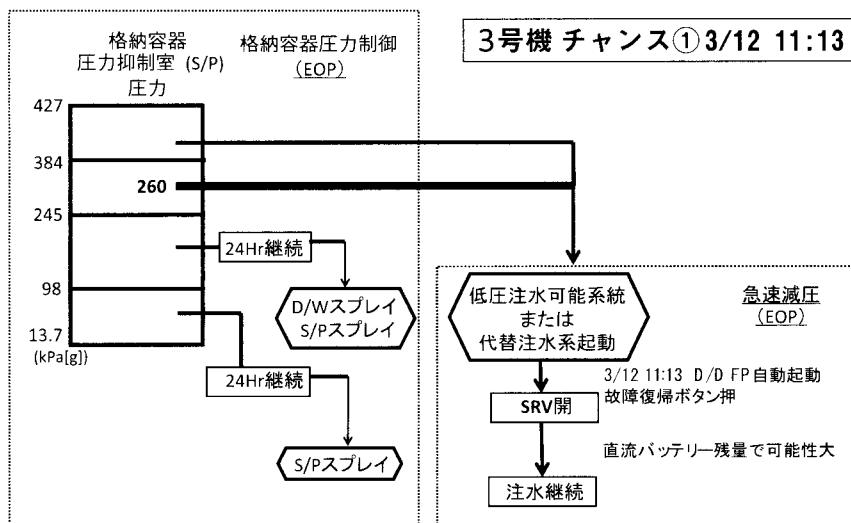 3号機 チャンス① 3/12 11:13
格納容器
圧力抑制室 (S/P)
圧力
格納容器圧力制御
(EOP)
427
384
260
245
98
13.7
(kPa[g])
24Hr継続
D/Wスプレイ
S/Pスプレイ
24Hr継続
S/Pスプレイ
低圧注水可能系統
または
代替注水系起動
急速減圧
(EOP)
3/12 11:13 D/D FP自動起動
故障復帰ボタン押
SRV開
直流バッテリー残量で可能性大
注水継続